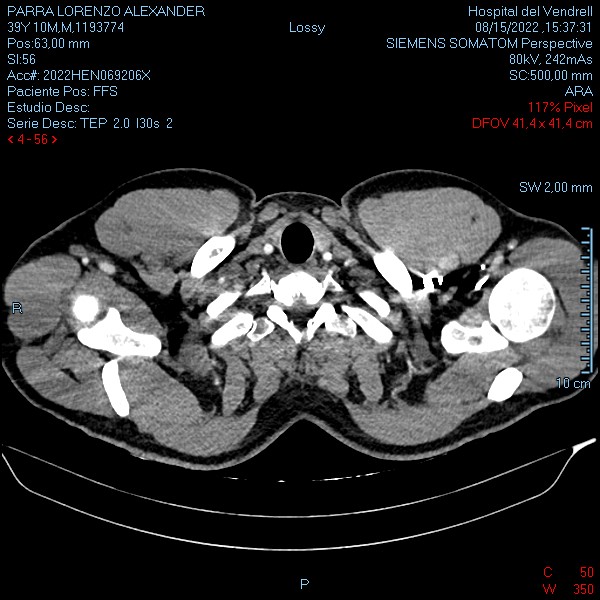 PARRA LORENZO ALEXANDER
39Y 10M,M,1193774
Pos:63,00 mm
SI:56
Acc#: 2022HEN069206X
Paciente Pos: FFS
Estudio Desc:
Serie Desc: TEP 2.0 I30s 2
< 4 - 56 >
Lossy
Hospital del Vendrell
08/15/2022 ,15:37:31
SIEMENS SOMATOM Perspective
80kV, 242mAs
SC:500,00 mm
ARA
117% Pixel
DFOV 41,4 x 41,4 cm
SW 2,00 mm
R
10 cm
P
C 50
W 350